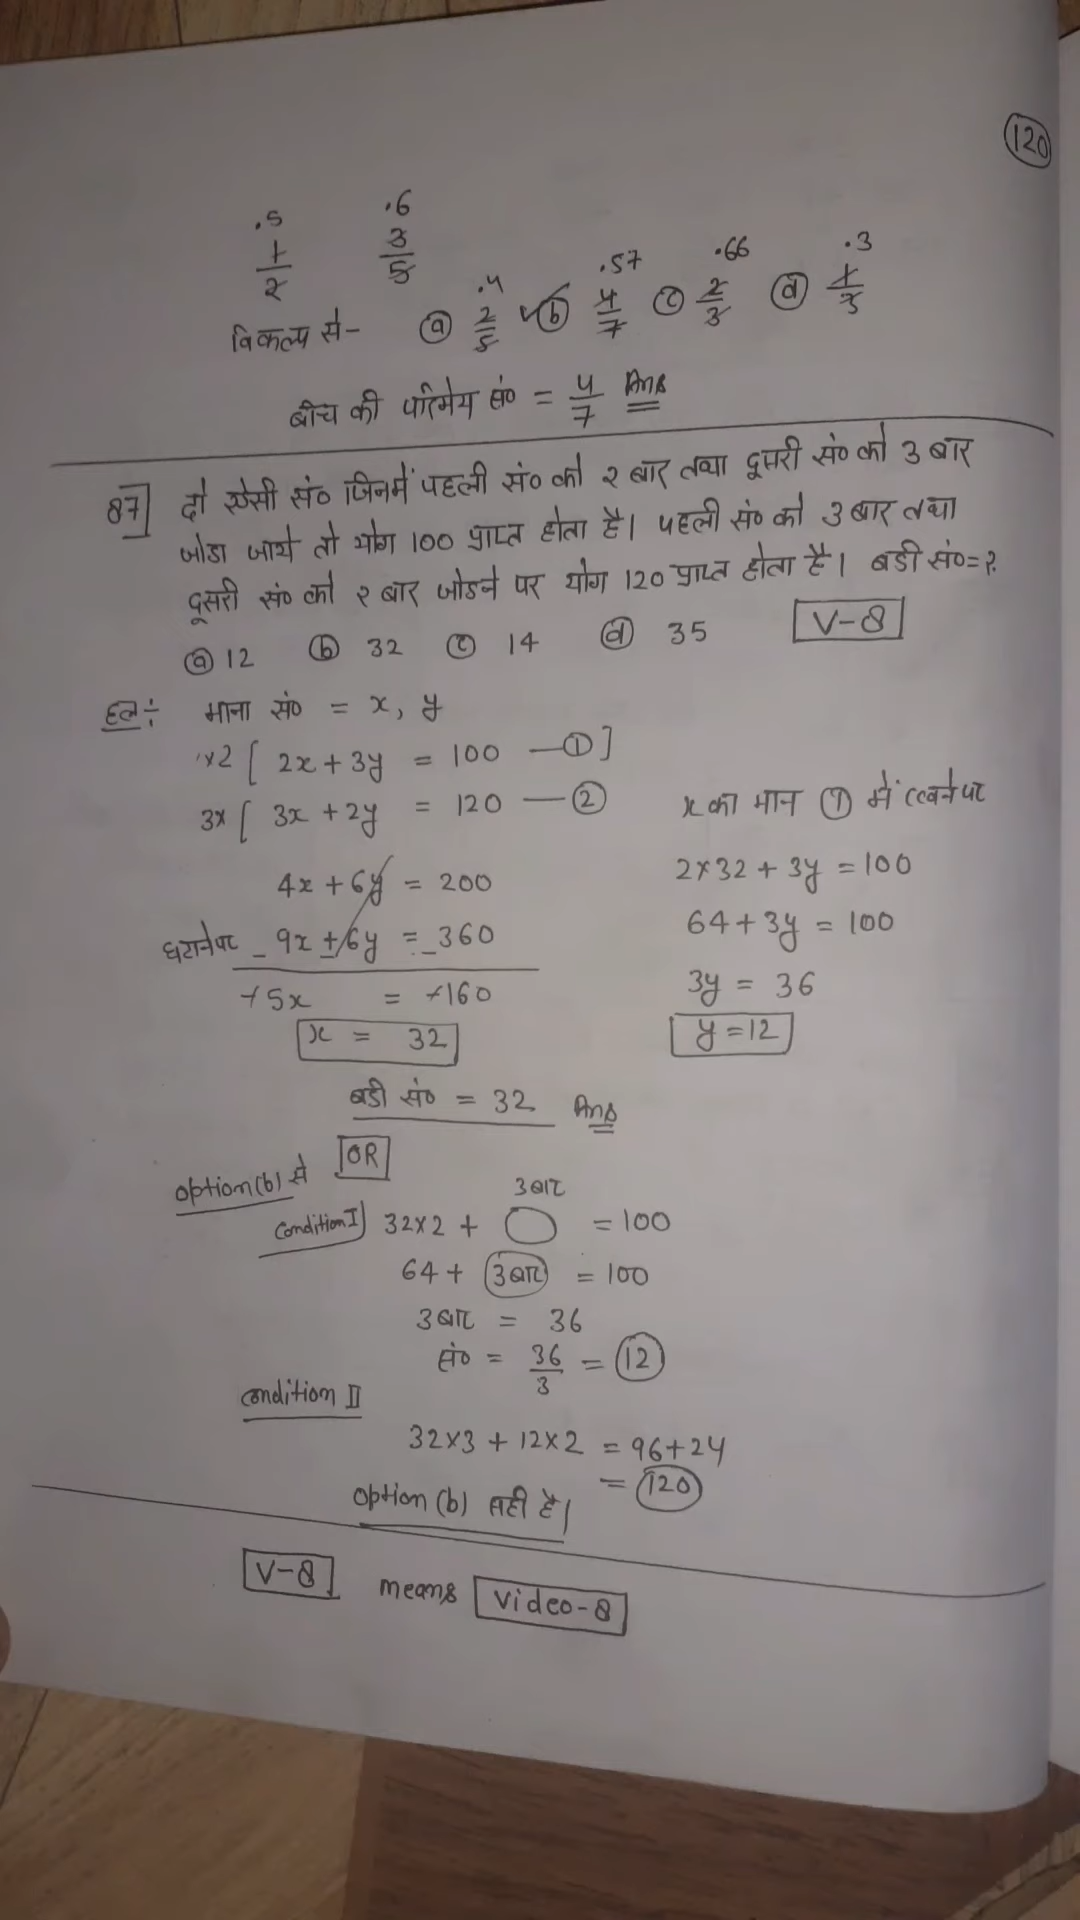 120
.5 .6
1/2 3/5
.4 .57 .66 .3
विकल्प से- (a) 2/5 ✓(b) 4/7 (c) 2/3 (d) 1/3
बीच की परिमेय सं० = 4/7 Ans
87] दो ऐसी सं० जिनमें पहली सं० को 2 बार तथा दूसरी सं० को 3 बार
जोडा जाये तो योग 100 प्राप्त होता है। पहली सं० को 3 बार तथा
दूसरी सं० को 2 बार जोडने पर योग 120 प्राप्त होता है। बडी सं०=?
(a) 12 (b) 32 (c) 14 (d) 35 V-8
हल÷ माना सं० = x, y
×2 [ 2x + 3y = 100 —①]
3× [ 3x + 2y = 120 —②
4x + 6y = 200
घटाने पर - 9x ± 6y = -360
+5x = +160
x = 32
x का मान ① में रखने पर
2×32 + 3y = 100
64 + 3y = 100
3y = 36
y = 12
बडी सं० = 32 Ans
OR
option(b) से
3बार
Condition I) 32×2 + ◯ = 100
64 + (3बार) = 100
3बार = 36
सं० = 36/3 = 12
Condition II
32×3 + 12×2 = 96+24
= 120
option (b) सही है।
V-8 means Video-8